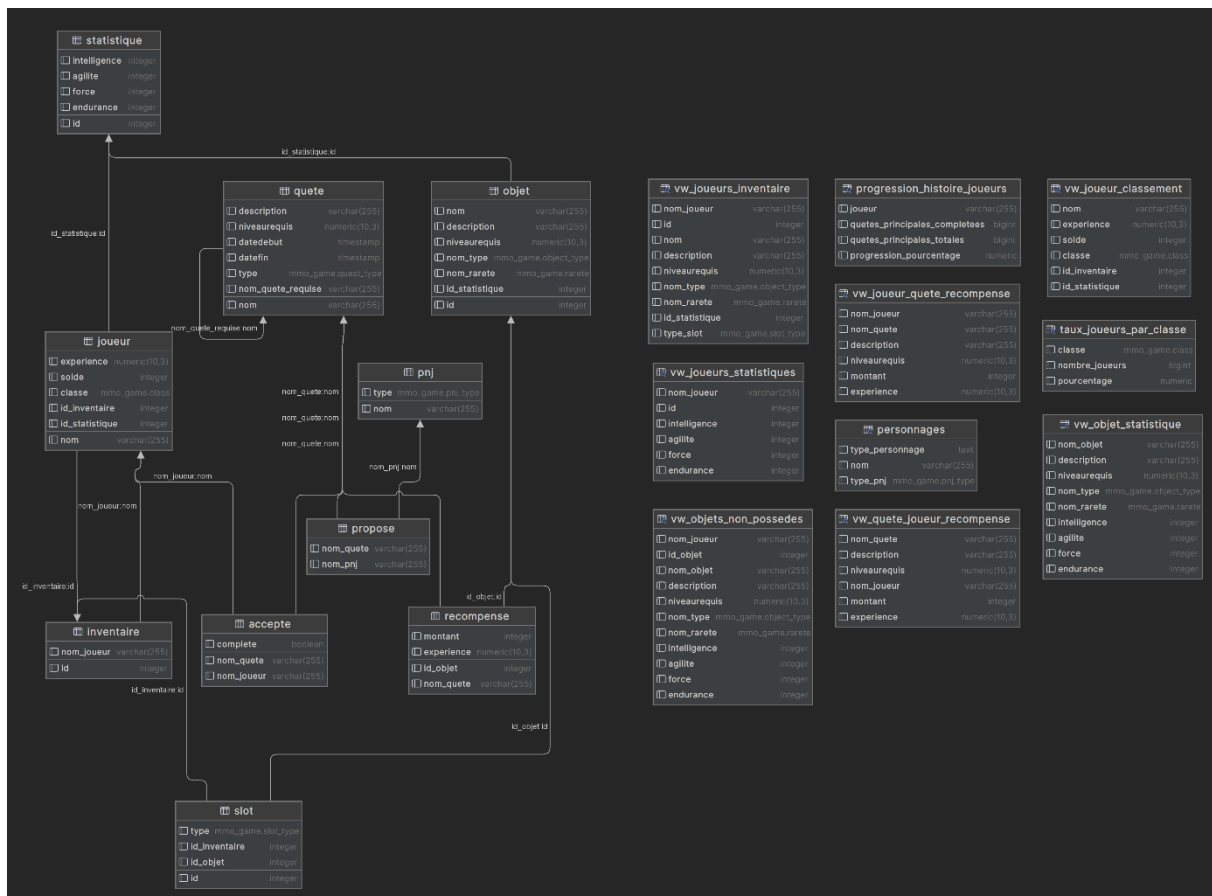 statistique
intelligence integer
agilite integer
force integer
endurance integer
id integer
id_statistique:id
id_statistique:id
quete
description varchar(255)
niveaurequis numeric(10,3)
datedebut timestamp
datefin timestamp
type mmo_game.quest_type
nom_quete_requise varchar(255)
nom varchar(255)
nom_quete_requise:nom
objet
nom varchar(255)
description varchar(255)
niveaurequis numeric(10,3)
nom_type mmo_game.object_type
nom_rarete mmo_game.rarete
id_statistique integer
id integer
joueur
experience numeric(10,3)
solde integer
classe mmo_game.class
id_inventaire integer
id_statistique integer
nom varchar(255)
pnj
type mmo_game.pnj_type
nom varchar(255)
nom_quete:nom
nom_quete:nom
nom_quete:nom
nom_pnj:nom
nom_joueur:nom
nom_joueur:nom
propose
nom_quete varchar(255)
nom_pnj varchar(255)
id_inventaire:id
id_objet:id
inventaire
nom_joueur varchar(255)
id integer
accepte
complete boolean
nom_quete varchar(255)
nom_joueur varchar(255)
recompense
montant integer
experience numeric(10,3)
id_objet integer
nom_quete varchar(255)
id_inventaire:id
id_objet:id
slot
type mmo_game.slot_type
id_inventaire integer
id_objet integer
id integer
vw_joueurs_inventaire
nom_joueur varchar(255)
id integer
nom varchar(255)
description varchar(255)
niveaurequis numeric(10,3)
nom_type mmo_game.object_type
nom_rarete mmo_game.rarete
id_statistique integer
type_slot mmo_game.slot_type
vw_joueurs_statistiques
nom_joueur varchar(255)
id integer
intelligence integer
agilite integer
force integer
endurance integer
vw_objets_non_possedes
nom_joueur varchar(255)
id_objet integer
nom_objet varchar(255)
description varchar(255)
niveaurequis numeric(10,3)
nom_type mmo_game.object_type
nom_rarete mmo_game.rarete
intelligence integer
agilite integer
force integer
endurance integer
progression_histoire_joueurs
joueur varchar(255)
quetes_principales_completees bigint
quetes_principales_totales bigint
progression_pourcentage numeric
vw_joueur_quete_recompense
nom_joueur varchar(255)
nom_quete varchar(255)
description varchar(255)
niveaurequis numeric(10,3)
montant integer
experience numeric(10,3)
personnages
type_personnage text
nom varchar(255)
type_pnj mmo_game.pnj_type
vw_quete_joueur_recompense
nom_quete varchar(255)
description varchar(255)
niveaurequis numeric(10,3)
nom_joueur varchar(255)
montant integer
experience numeric(10,3)
vw_joueur_classement
nom varchar(255)
experience numeric(10,3)
solde integer
classe mmo_game.class
id_inventaire integer
id_statistique integer
taux_joueurs_par_classe
classe mmo_game.class
nombre_joueurs bigint
pourcentage numeric
vw_objet_statistique
nom_objet varchar(255)
description varchar(255)
niveaurequis numeric(10,3)
nom_type mmo_game.object_type
nom_rarete mmo_game.rarete
intelligence integer
agilite integer
force integer
endurance integer